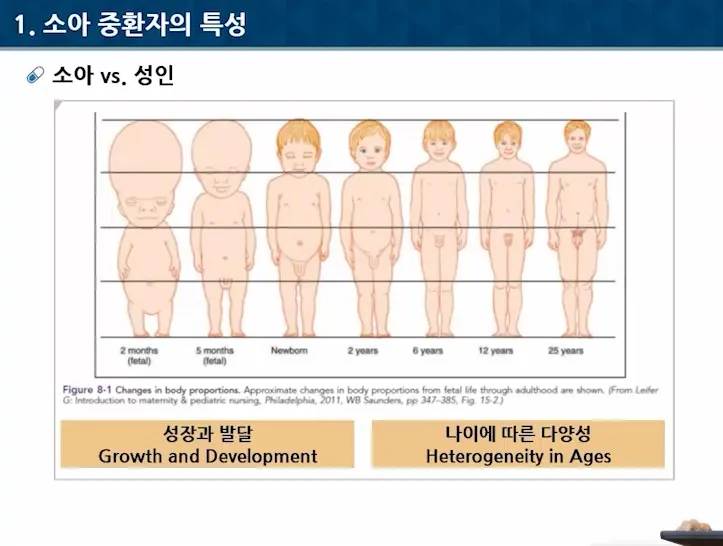 1. 소아 중환자의 특성
소아 vs. 성인
2 months
(fetal)
5 months
(fetal)
Newborn
2 years
6 years
12 years
25 years
Figure 8-1 Changes in body proportions. Approximate changes in body proportions from fetal life through adulthood are shown. (From Leifer
G: Introduction to maternity & pediatric nursing, Philadelphia, 2011, WB Saunders, pp 347–385, Fig. 15-2.)
성장과 발달
Growth and Development
나이에 따른 다양성
Heterogeneity in Ages